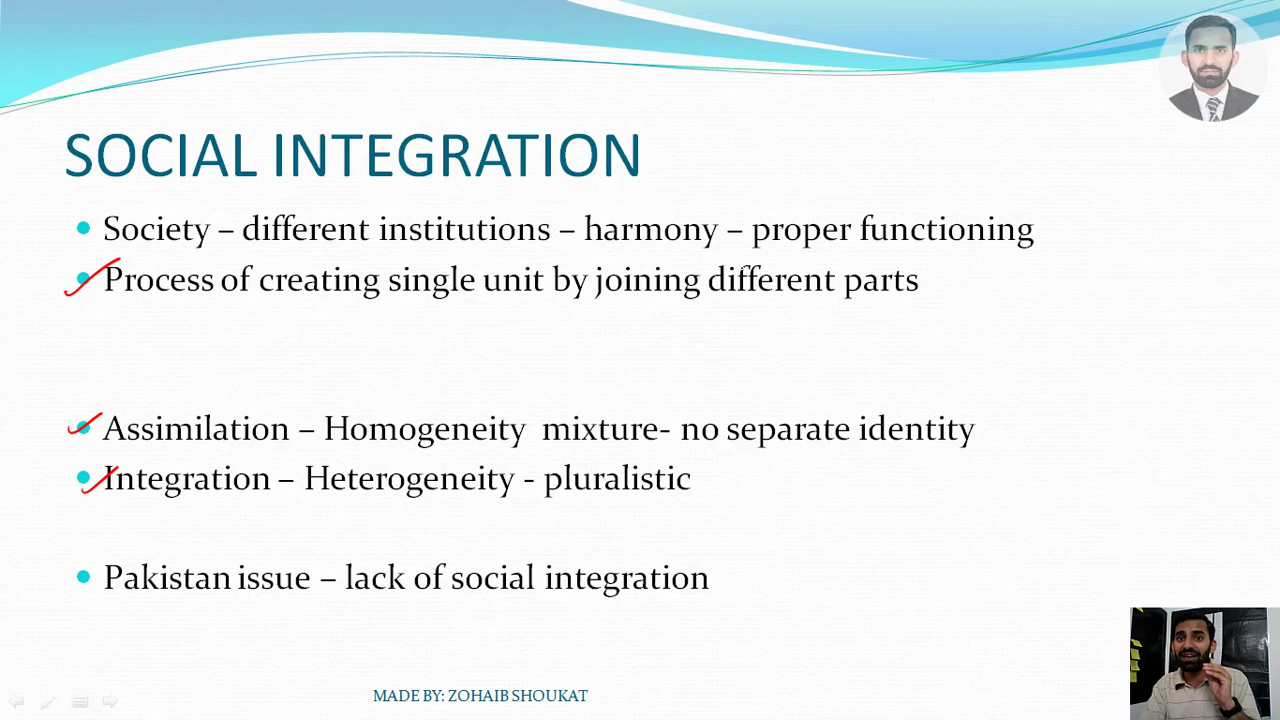 SOCIAL INTEGRATION
Society – different institutions – harmony – proper functioning
Process of creating single unit by joining different parts
Assimilation – Homogeneity mixture- no separate identity
Integration – Heterogeneity - pluralistic
Pakistan issue – lack of social integration
MADE BY: ZOHAIB SHOUKAT